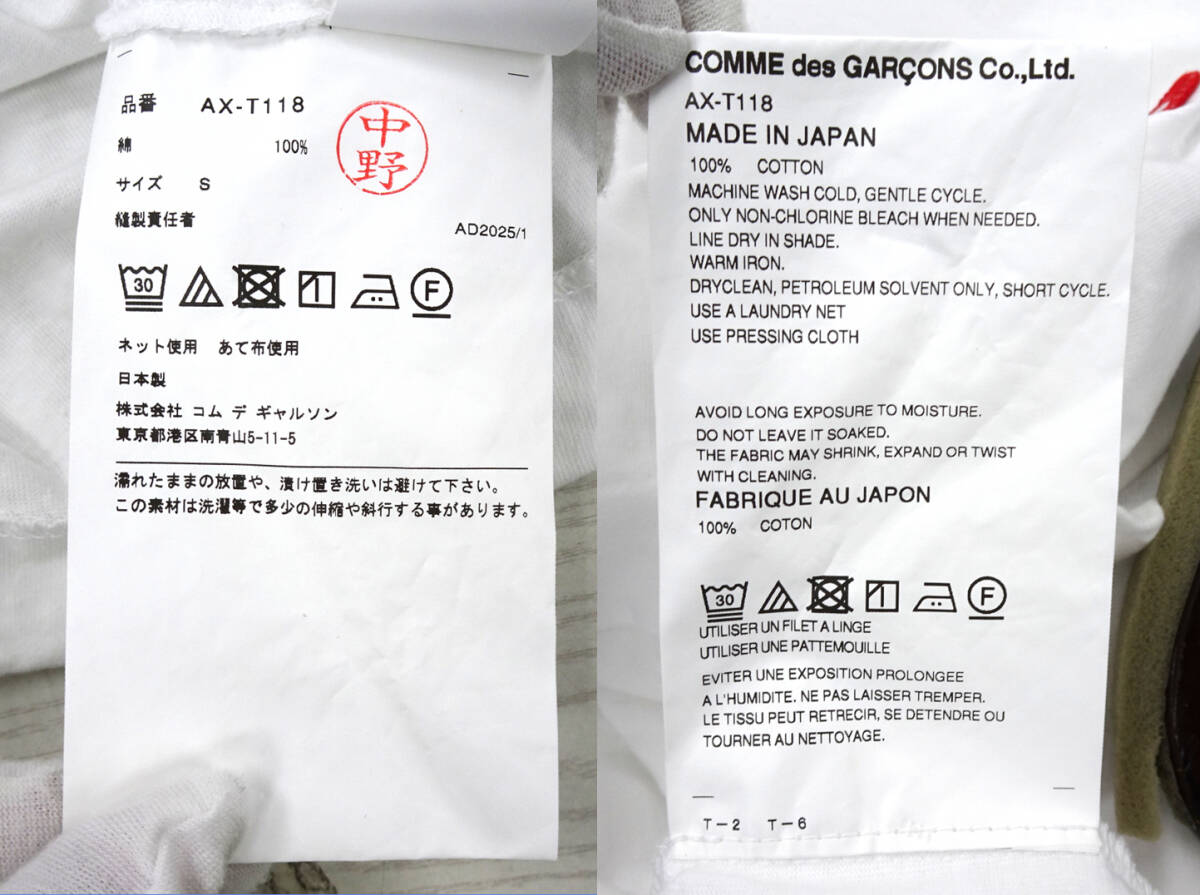 品番 AX-T118
綿 100%
中野
サイズ S
縫製責任者
AD2025/1
30
F
ネット使用 あて布使用
日本製
株式会社 コム デ ギャルソン
東京都港区南青山5-11-5
濡れたままの放置や、漬け置き洗いは避けて下さい。
この素材は洗濯等で多少の伸縮や斜行する事があります。
COMME des GARÇONS Co.,Ltd.
AX-T118
MADE IN JAPAN
100% COTTON
MACHINE WASH COLD, GENTLE CYCLE.
ONLY NON-CHLORINE BLEACH WHEN NEEDED.
LINE DRY IN SHADE.
WARM IRON.
DRYCLEAN, PETROLEUM SOLVENT ONLY, SHORT CYCLE.
USE A LAUNDRY NET
USE PRESSING CLOTH
AVOID LONG EXPOSURE TO MOISTURE.
DO NOT LEAVE IT SOAKED.
THE FABRIC MAY SHRINK, EXPAND OR TWIST
WITH CLEANING.
FABRIQUE AU JAPON
100% COTON
30
F
UTILISER UN FILET A LINGE
UTILISER UNE PATTEMOUILLE
EVITER UNE EXPOSITION PROLONGEE
A L'HUMIDITE. NE PAS LAISSER TREMPER.
LE TISSU PEUT RETRECIR, SE DETENDRE OU
TOURNER AU NETTOYAGE.
T-2 T-6